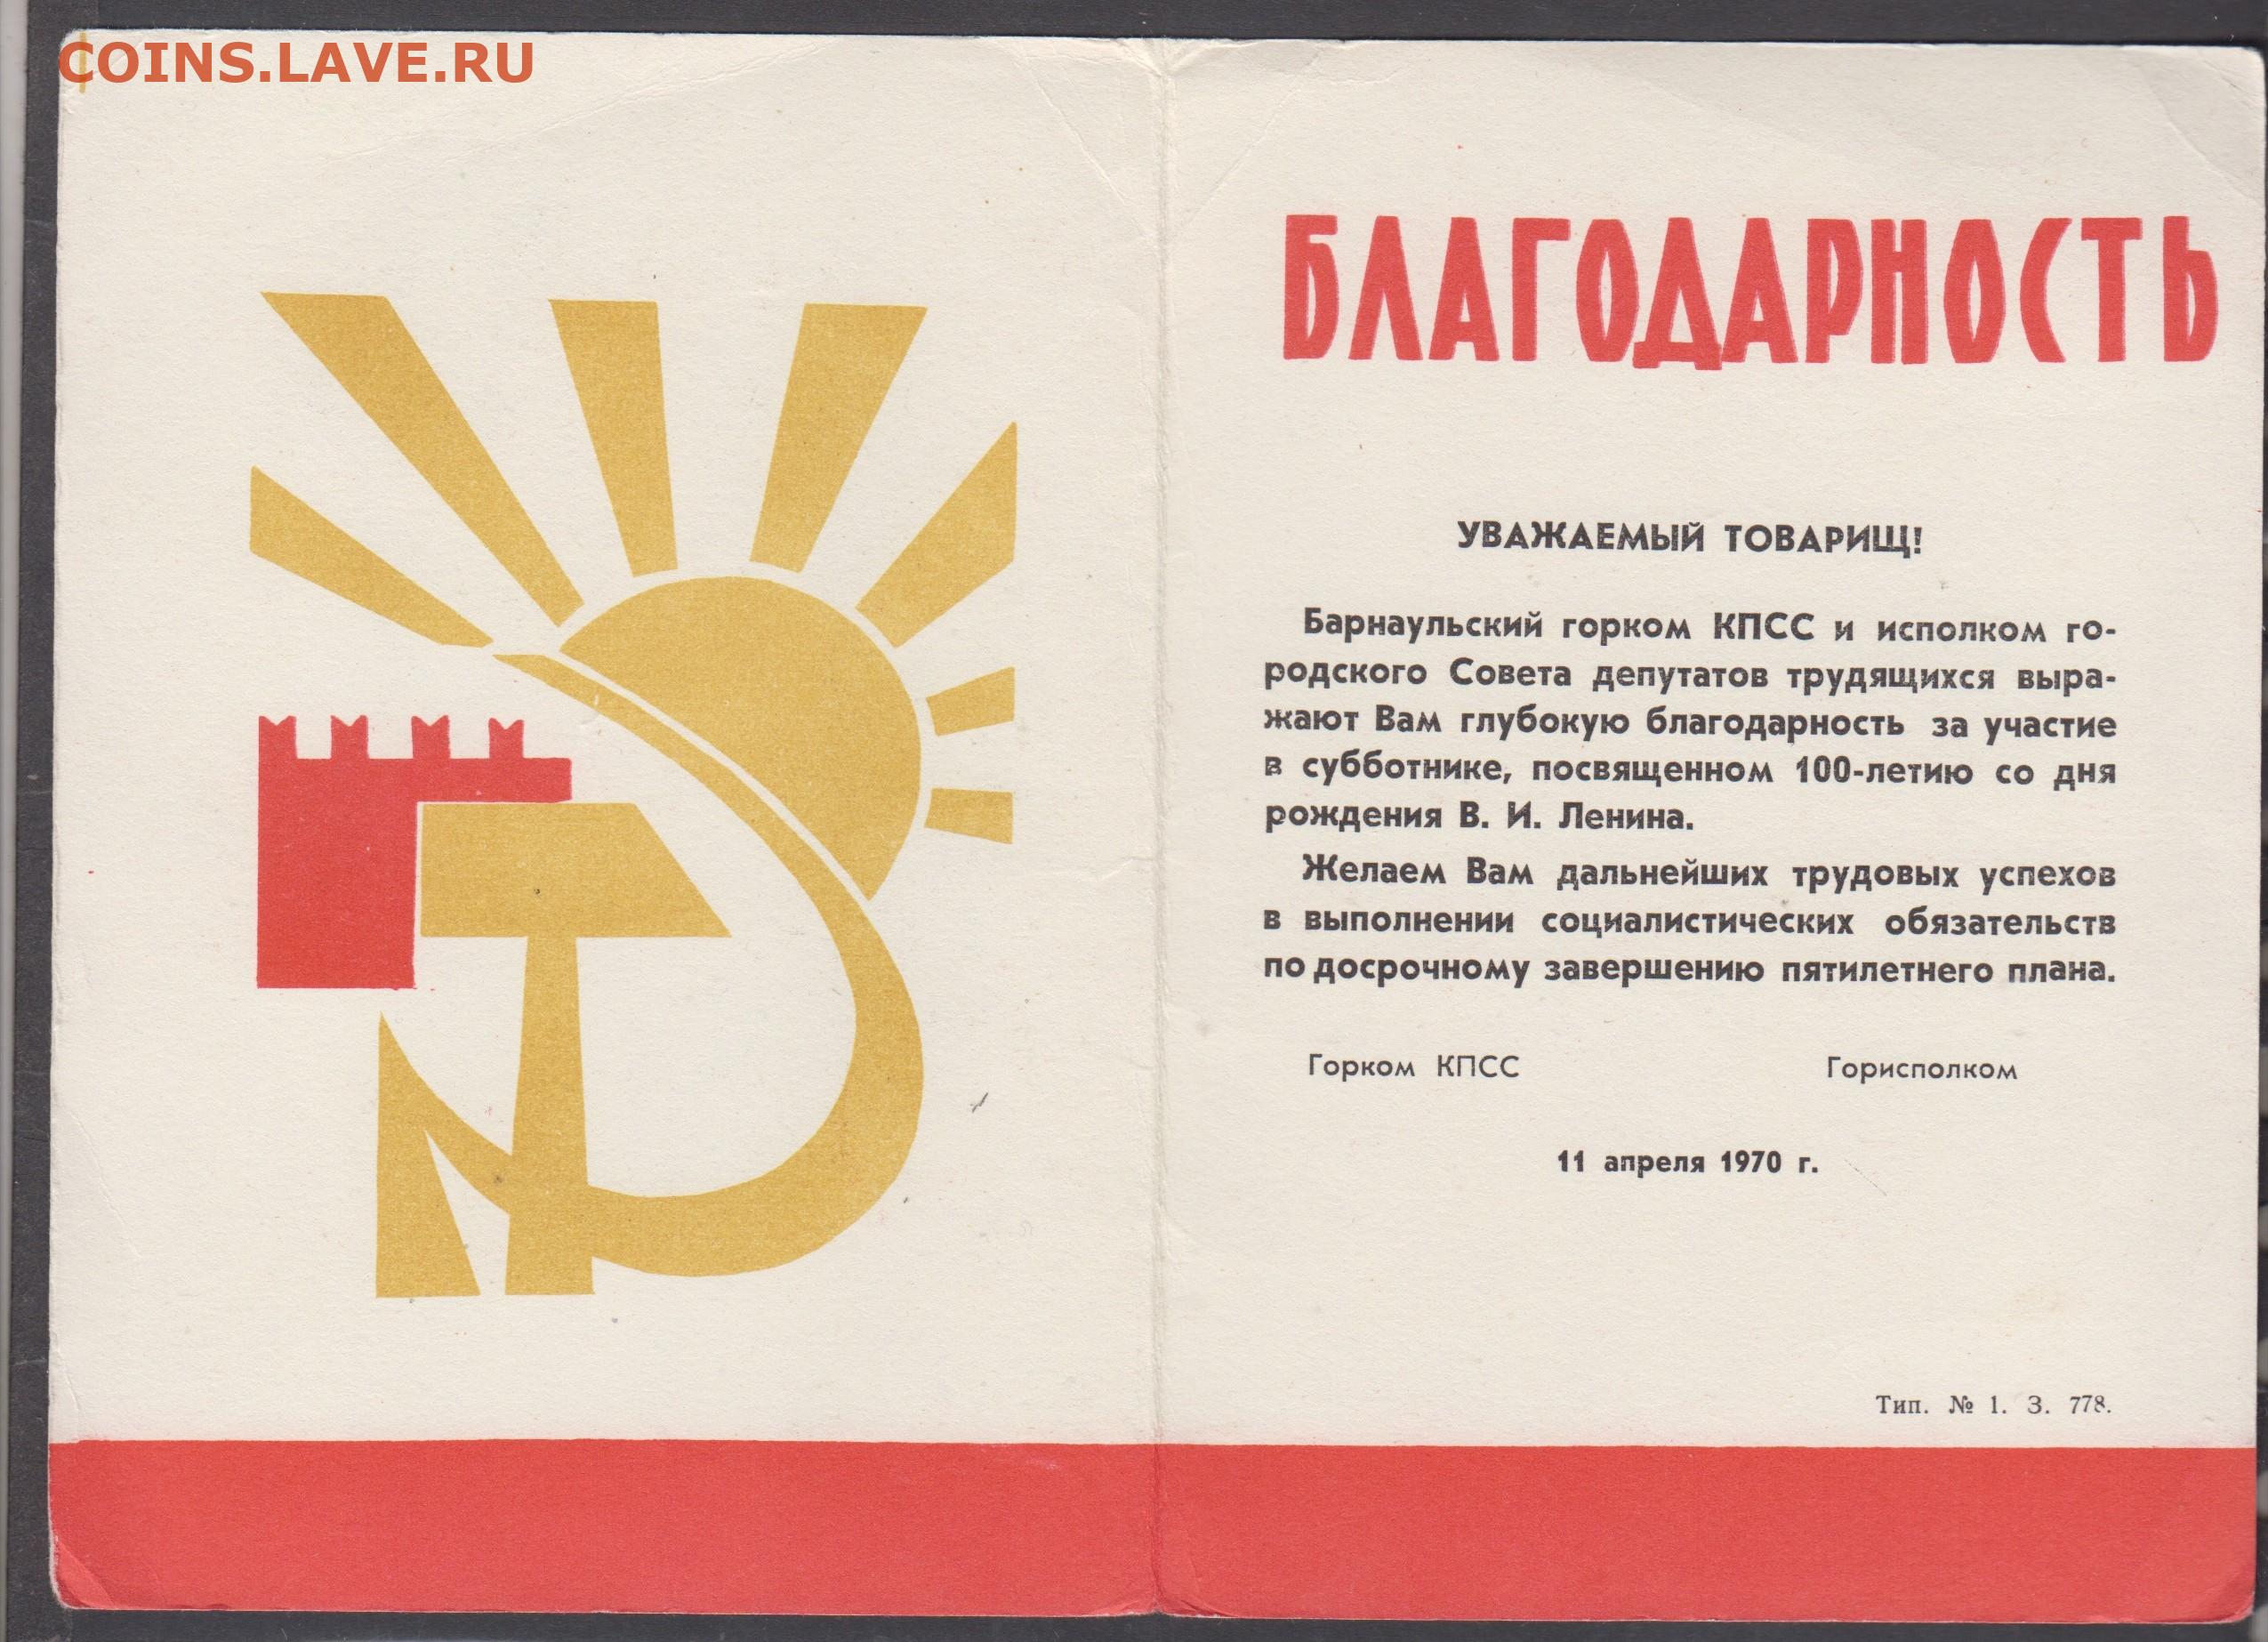 COINS.LAVE.RU
БЛАГОДАРНОСТЬ
УВАЖАЕМЫЙ ТОВАРИЩ!
Барнаульский горком КПСС и исполком го-
родского Совета депутатов трудящихся выра-
жают Вам глубокую благодарность за участие
в субботнике, посвященном 100-летию со дня
рождения В. И. Ленина.
Желаем Вам дальнейших трудовых успехов
в выполнении социалистических обязательств
по досрочному завершению пятилетнего плана.
Горком КПСС Горисполком
11 апреля 1970 г.
Тип. № 1. З. 778.